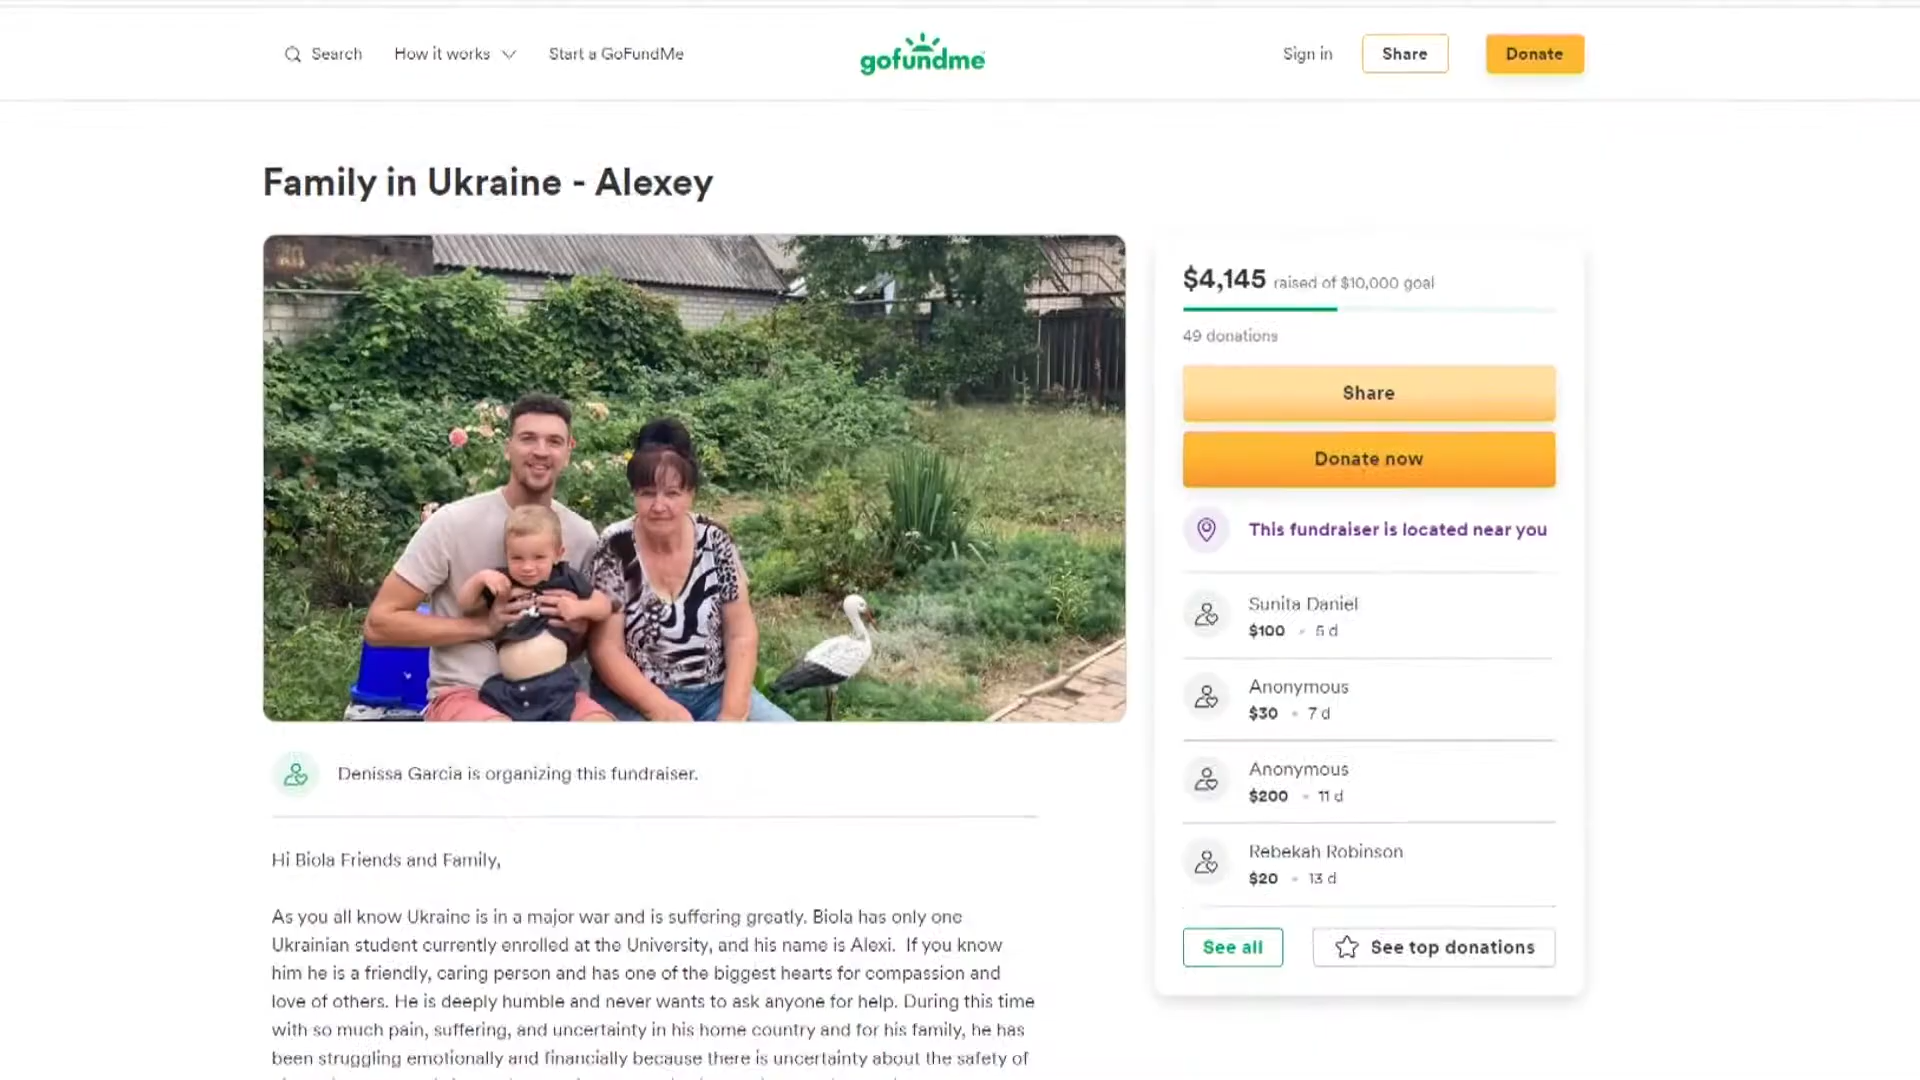 Search How it works Start a GoFundMe gofundme Sign in Share Donate
Family in Ukraine - Alexey
$4,145 raised of $10,000 goal
49 donations
Share
Donate now
This fundraiser is located near you
Sunita Daniel
$100 • 5 d
Anonymous
$30 • 7 d
Anonymous
$200 • 11 d
Rebekah Robinson
$20 • 13 d
See all See top donations
Denissa Garcia is organizing this fundraiser.
Hi Biola Friends and Family,
As you all know Ukraine is in a major war and is suffering greatly. Biola has only one
Ukrainian student currently enrolled at the University, and his name is Alexi. If you know
him he is a friendly, caring person and has one of the biggest hearts for compassion and
love of others. He is deeply humble and never wants to ask anyone for help. During this time
with so much pain, suffering, and uncertainty in his home country and for his family, he has
been struggling emotionally and financially because there is uncertainty about the safety of